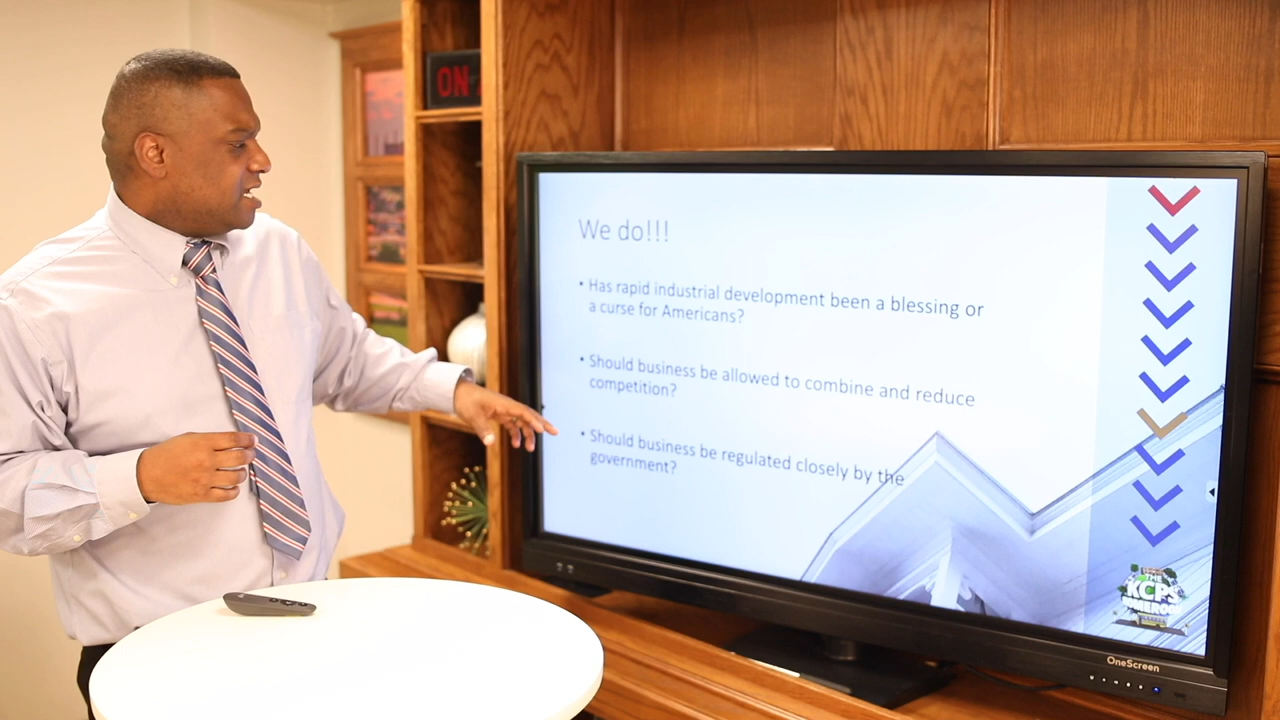 ON
We do!!!
• Has rapid industrial development been a blessing or
a curse for Americans?
• Should business be allowed to combine and reduce
competition?
• Should business be regulated closely by the
government?
THE
KCPS
OneScreen